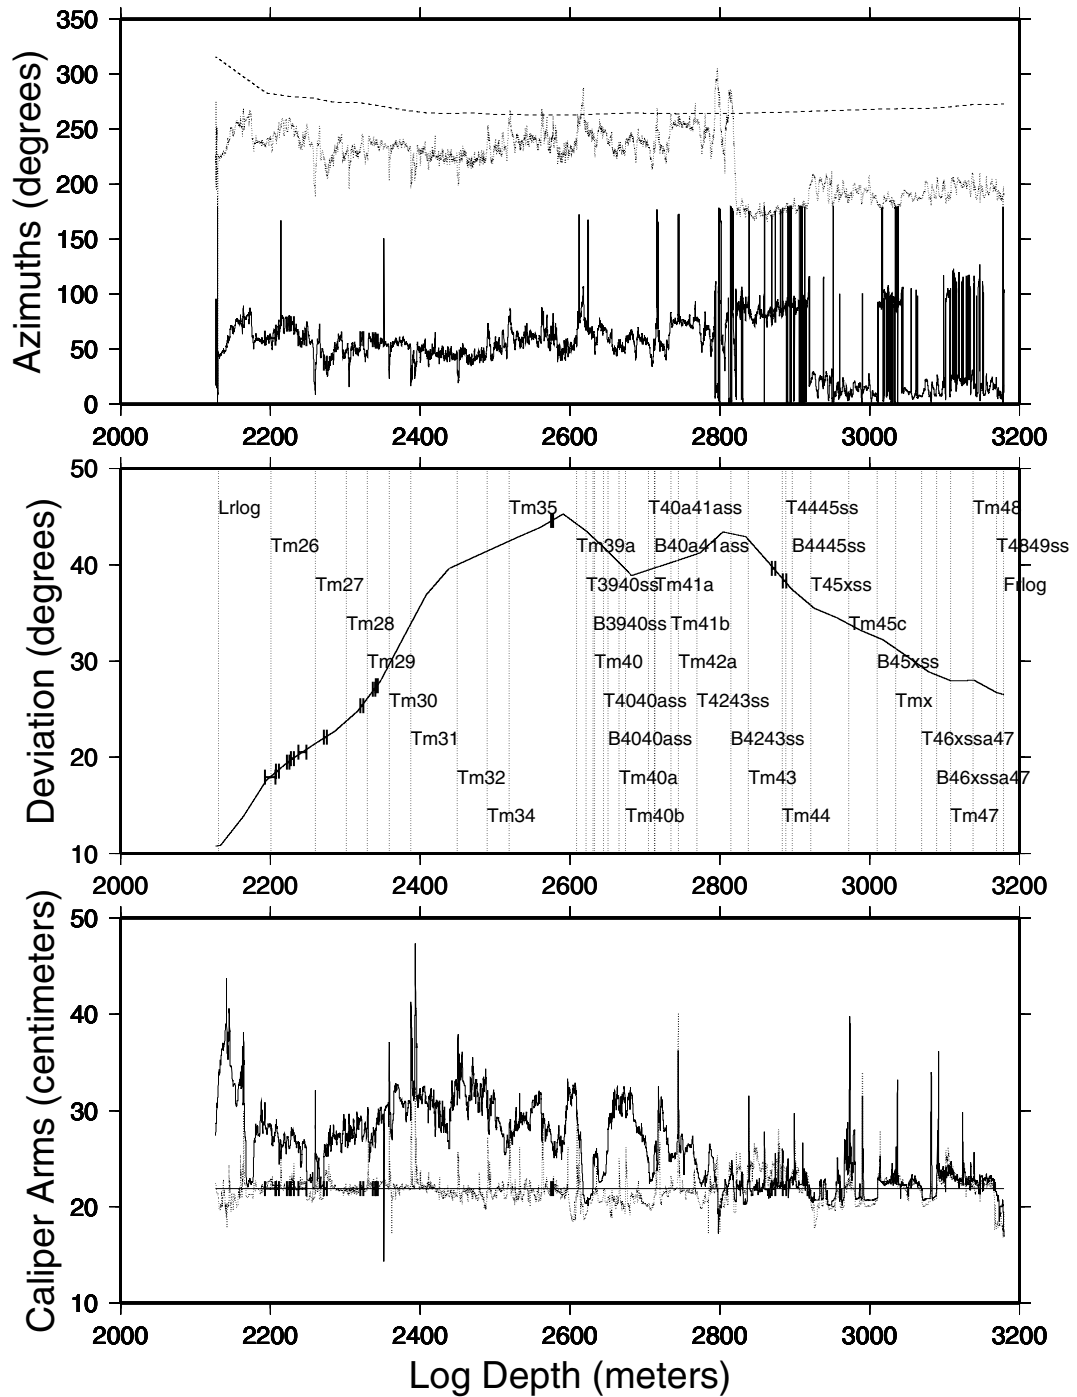 350
300
250
200
150
100
50
0
Azimuths (degrees)
2000 2200 2400 2600 2800 3000 3200
50
40
30
20
10
Deviation (degrees)
Lrlog Tm35 T40a41ass T4445ss Tm48
Tm26 Tm39a B40a41ass B4445ss T4849ss
Tm27 T3940ss Tm41a T45xss Frlog
Tm28 B3940ss Tm41b Tm45c
Tm29 Tm40 Tm42a B45xss
Tm30 T4040ass T4243ss Tmx
Tm31 B4040ass B4243ss T46xssa47
Tm32 Tm40a Tm43 B46xssa47
Tm34 Tm40b Tm44 Tm47
2000 2200 2400 2600 2800 3000 3200
50
40
30
20
10
Caliper Arms (centimeters)
2000 2200 2400 2600 2800 3000 3200
Log Depth (meters)